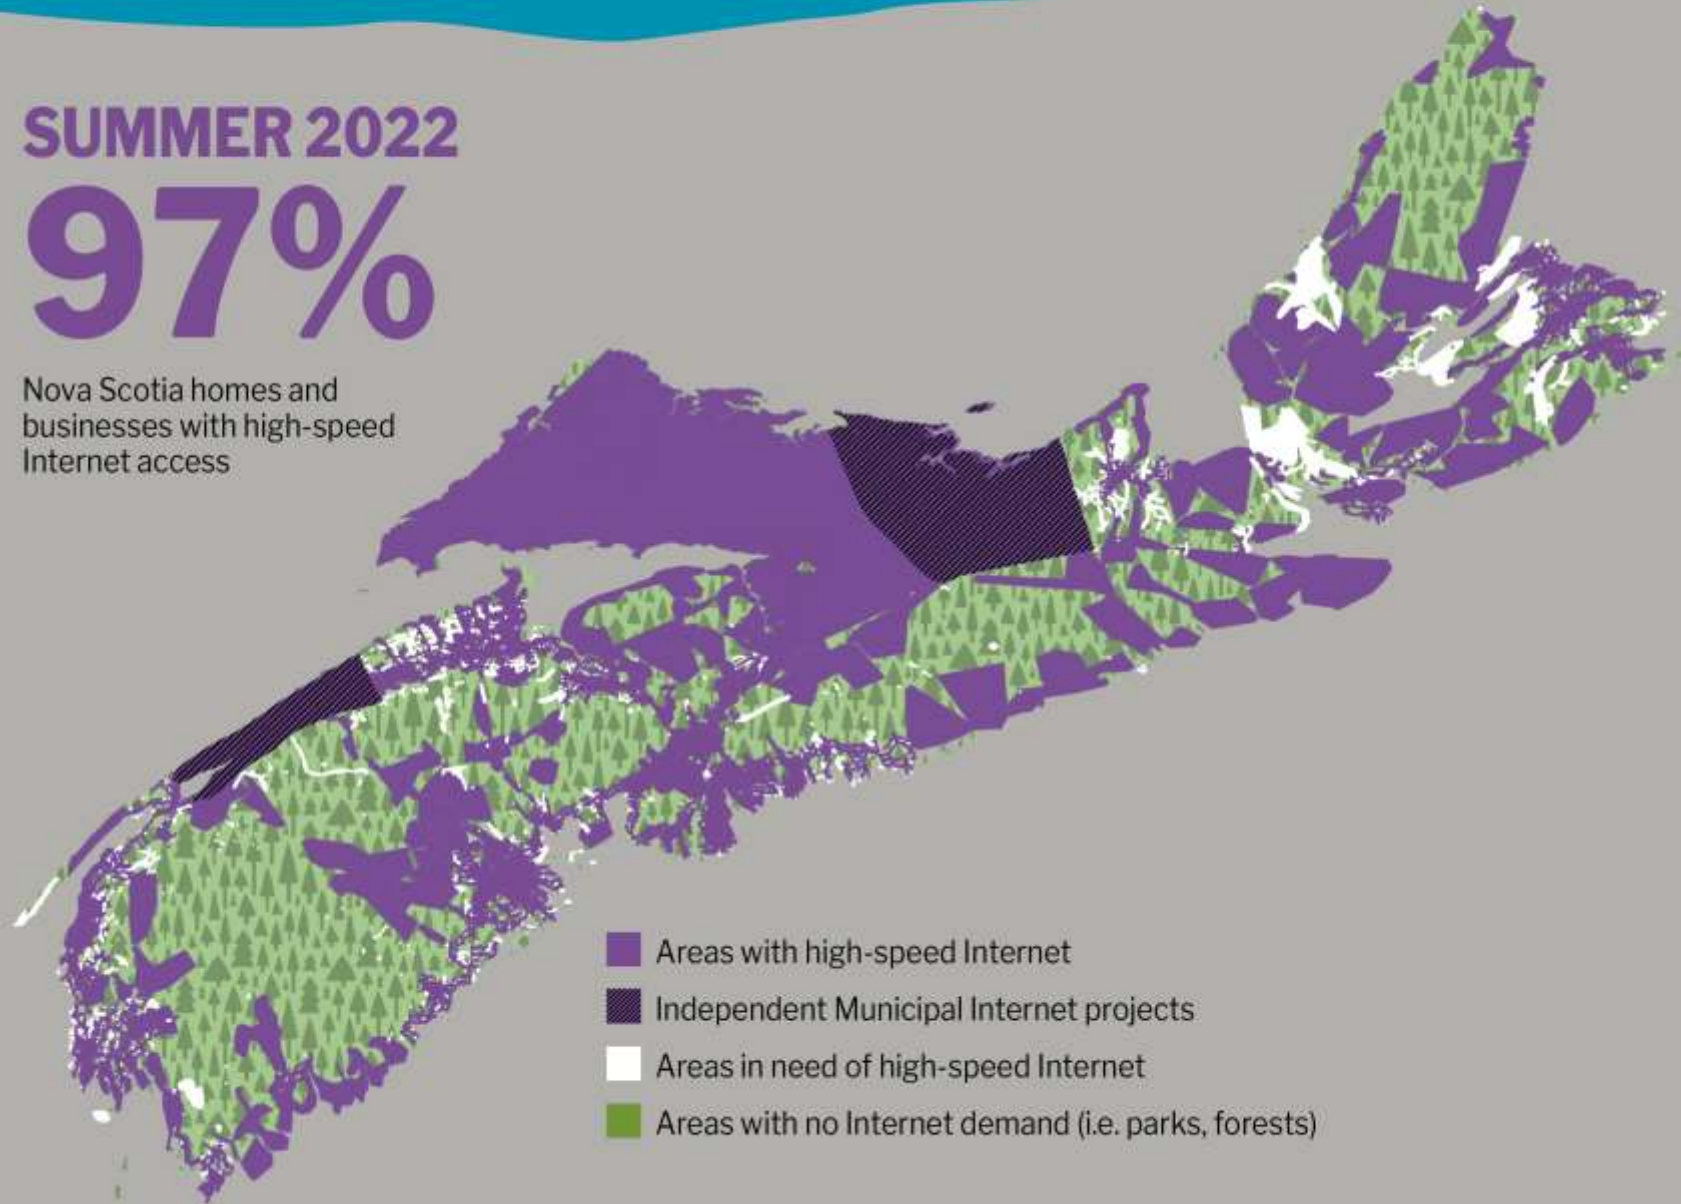 SUMMER 2022
97%
Nova Scotia homes and
businesses with high-speed
Internet access
Areas with high-speed Internet
Independent Municipal Internet projects
Areas in need of high-speed Internet
Areas with no Internet demand (i.e. parks, forests)